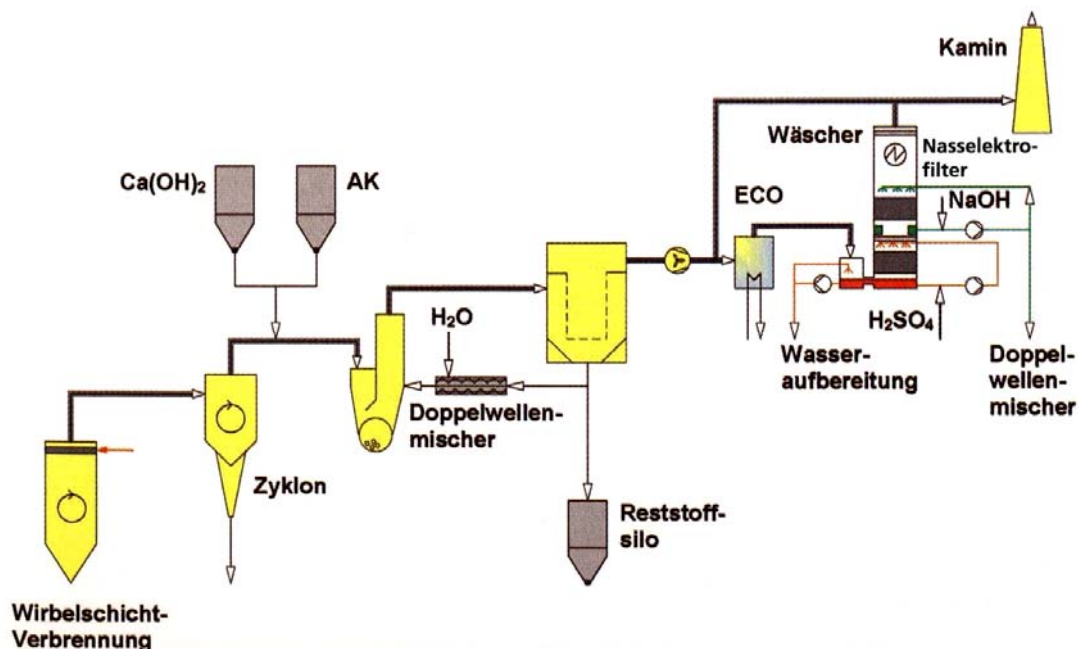 Kamin
Wäscher
Nasselektro-
filter
Ca(OH)₂
AK
ECO
NaOH
H₂O
H₂SO₄
Wasser-
aufbereitung
Doppel-
wellen-
mischer
Doppelwellen-
mischer
Zyklon
Reststoff-
silo
Wirbelschicht-
Verbrennung